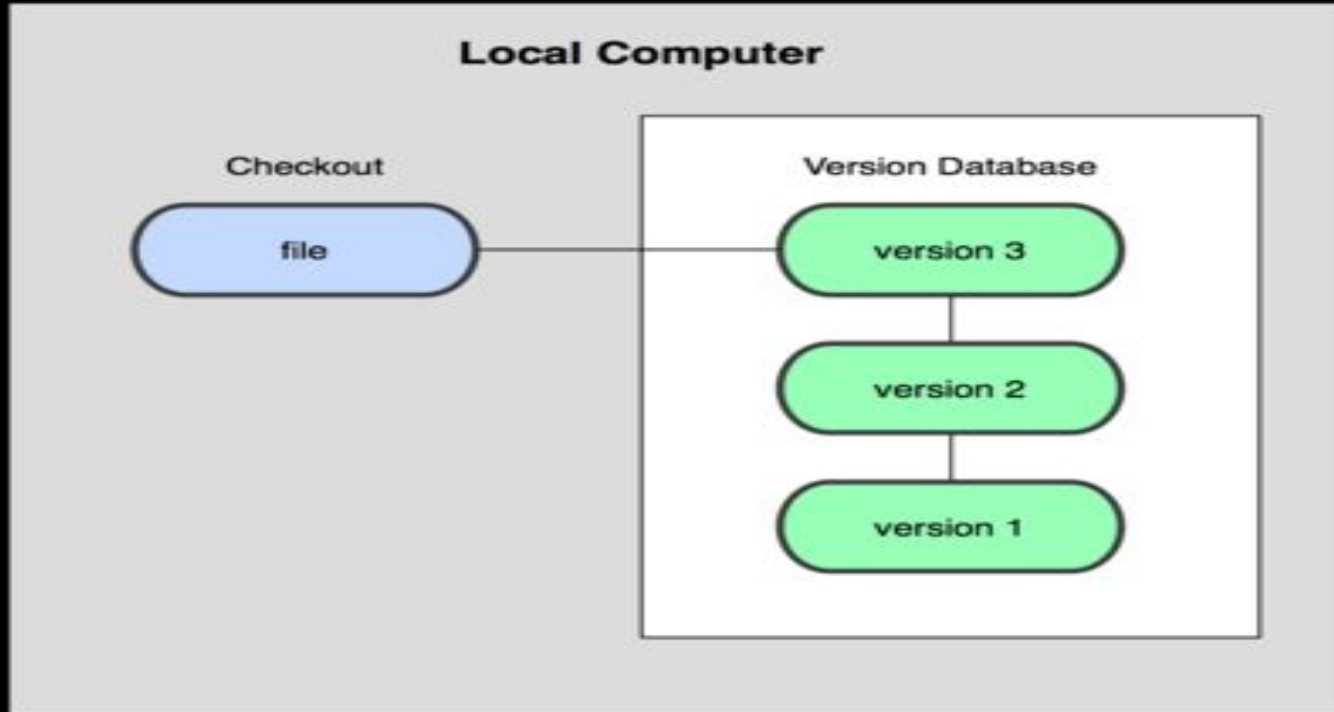 Local Computer
Checkout
Version Database
file
version 3
version 2
version 1